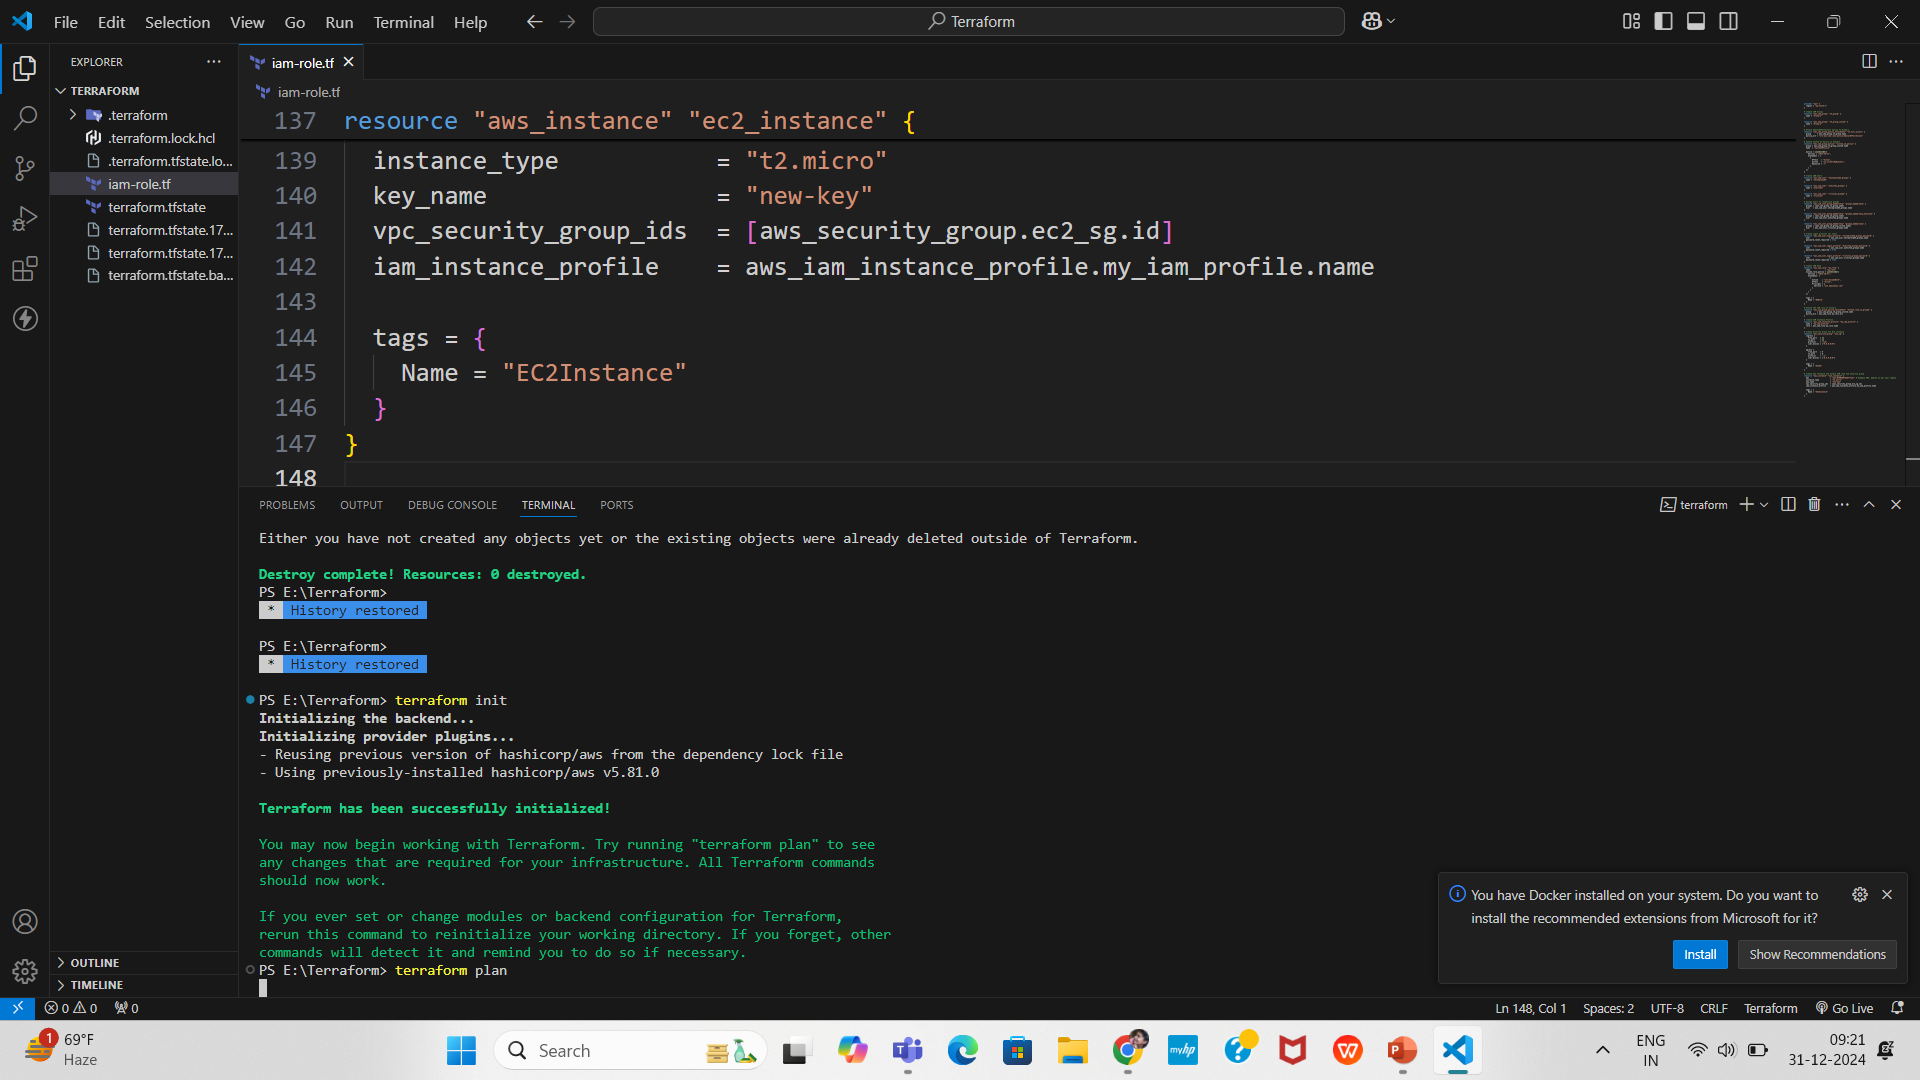 File Edit Selection View Go Run Terminal Help
Terraform
EXPLORER
TERRAFORM
.terraform
.terraform.lock.hcl
.terraform.tfstate.lo...
iam-role.tf
terraform.tfstate
terraform.tfstate.17...
terraform.tfstate.17...
terraform.tfstate.ba...
OUTLINE
TIMELINE
iam-role.tf
iam-role.tf
137 resource "aws_instance" "ec2_instance" {
139 instance_type = "t2.micro"
140 key_name = "new-key"
141 vpc_security_group_ids = [aws_security_group.ec2_sg.id]
142 iam_instance_profile = aws_iam_instance_profile.my_iam_profile.name
143
144 tags = {
145 Name = "EC2Instance"
146 }
147 }
148
PROBLEMS OUTPUT DEBUG CONSOLE TERMINAL PORTS
terraform
Either you have not created any objects yet or the existing objects were already deleted outside of Terraform.
Destroy complete! Resources: 0 destroyed.
PS E:\Terraform>
* History restored
PS E:\Terraform>
* History restored
PS E:\Terraform> terraform init
Initializing the backend...
Initializing provider plugins...
- Reusing previous version of hashicorp/aws from the dependency lock file
- Using previously-installed hashicorp/aws v5.81.0
Terraform has been successfully initialized!
You may now begin working with Terraform. Try running "terraform plan" to see
any changes that are required for your infrastructure. All Terraform commands
should now work.
If you ever set or change modules or backend configuration for Terraform,
rerun this command to reinitialize your working directory. If you forget, other
commands will detect it and remind you to do so if necessary.
PS E:\Terraform> terraform plan
You have Docker installed on your system. Do you want to
install the recommended extensions from Microsoft for it?
Install
Show Recommendations
0 0 0
Ln 148, Col 1 Spaces: 2 UTF-8 CRLF Terraform Go Live
1
69°F
Haze
Search
myhp
ENG
IN
09:21
31-12-2024